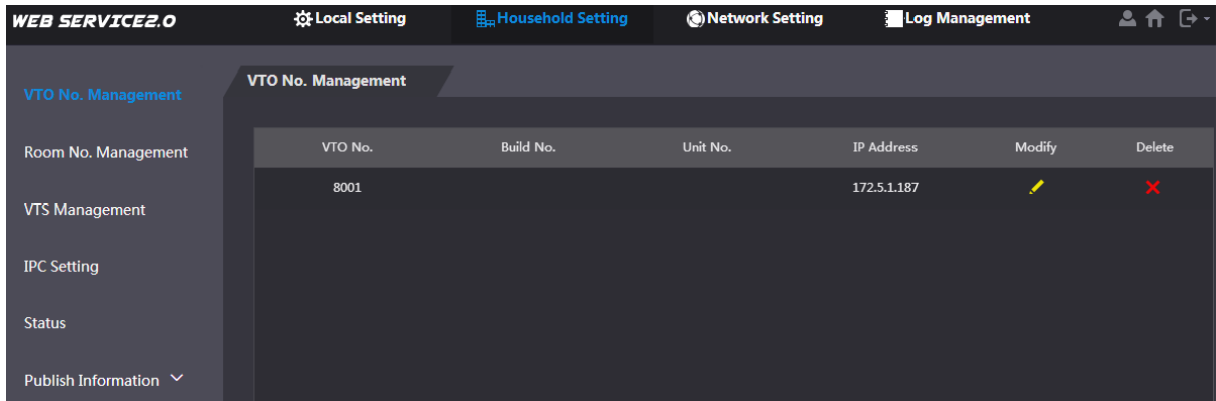 WEB SERVICE2.0 Local Setting Household Setting Network Setting Log Management
VTO No. Management
VTO No. Management
Room No. Management
VTS Management
IPC Setting
Status
Publish Information
VTO No. Build No. Unit No. IP Address Modify Delete
8001 172.5.1.187